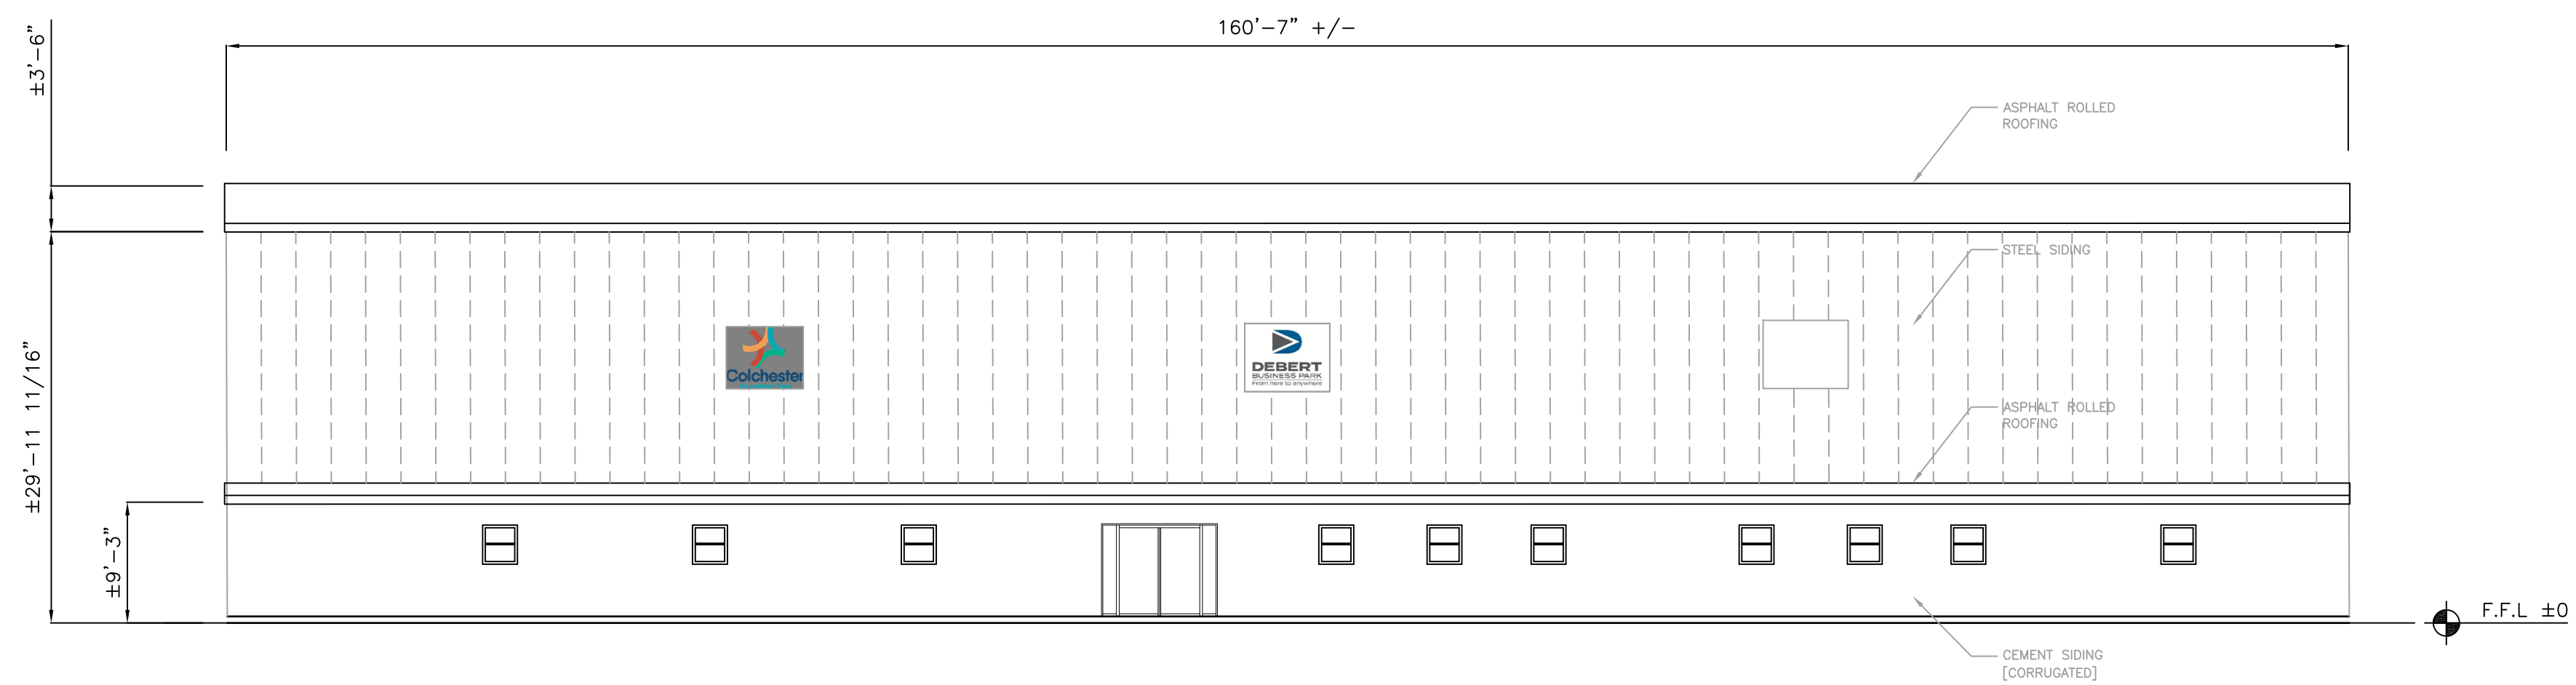 160'-7" +/-
±3'-6"
ASPHALT ROLLED
ROOFING
STEEL SIDING
Colchester
DEBERT
BUSINESS PARK
From here to anywhere
ASPHALT ROLLED
ROOFING
±29'-11 11/16"
±9'-3"
F.F.L ±0
CEMENT SIDING
[CORRUGATED]